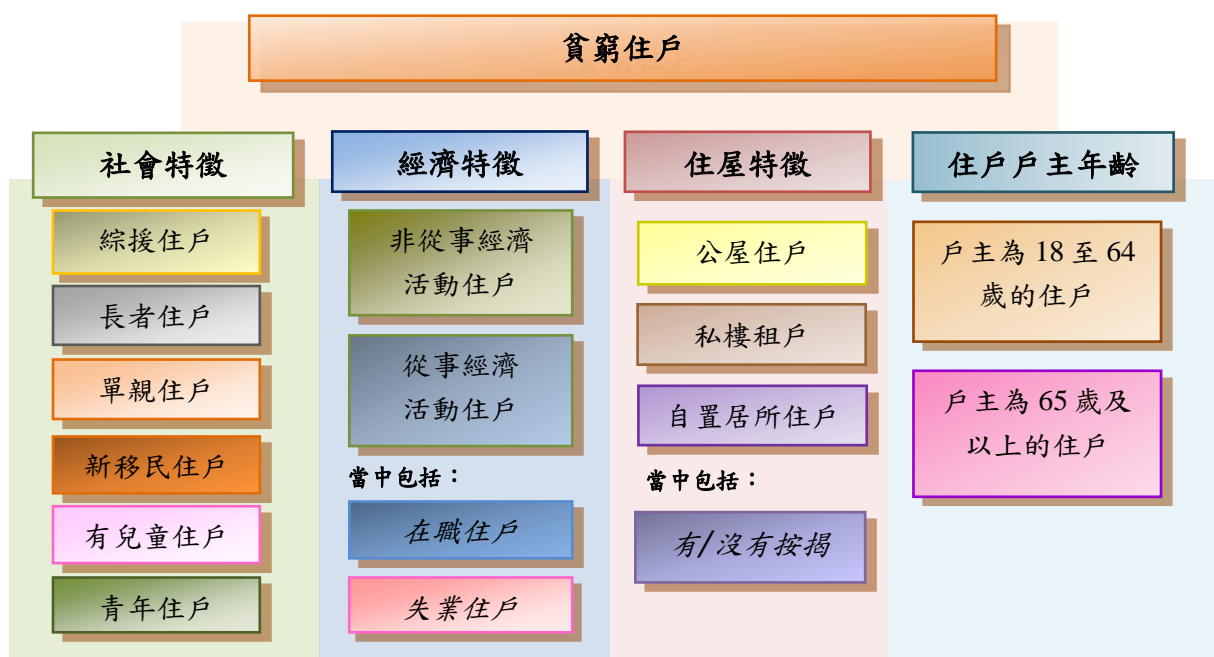 貧窮住戶
社會特徵
綜援住戶
長者住戶
單親住戶
新移民住戶
有兒童住戶
青年住戶
經濟特徵
非從事經濟
活動住戶
從事經濟
活動住戶
當中包括：
在職住戶
失業住戶
住屋特徵
公屋住戶
私樓租戶
自置居所住戶
當中包括：
有/沒有按揭
住戶戶主年齡
戶主為 18 至 64
歲的住戶
戶主為 65 歲及
以上的住戶